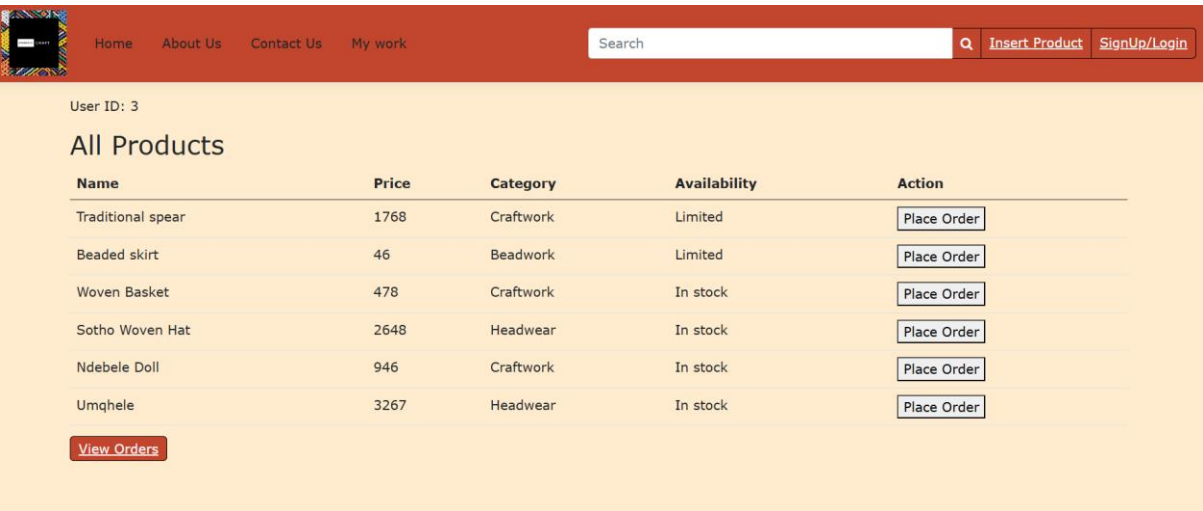 Home About Us Contact Us My work Search Insert Product SignUp/Login
User ID: 3
All Products
Name Price Category Availability Action
Traditional spear 1768 Craftwork Limited Place Order
Beaded skirt 46 Beadwork Limited Place Order
Woven Basket 478 Craftwork In stock Place Order
Sotho Woven Hat 2648 Headwear In stock Place Order
Ndebele Doll 946 Craftwork In stock Place Order
Umqhele 3267 Headwear In stock Place Order
View Orders